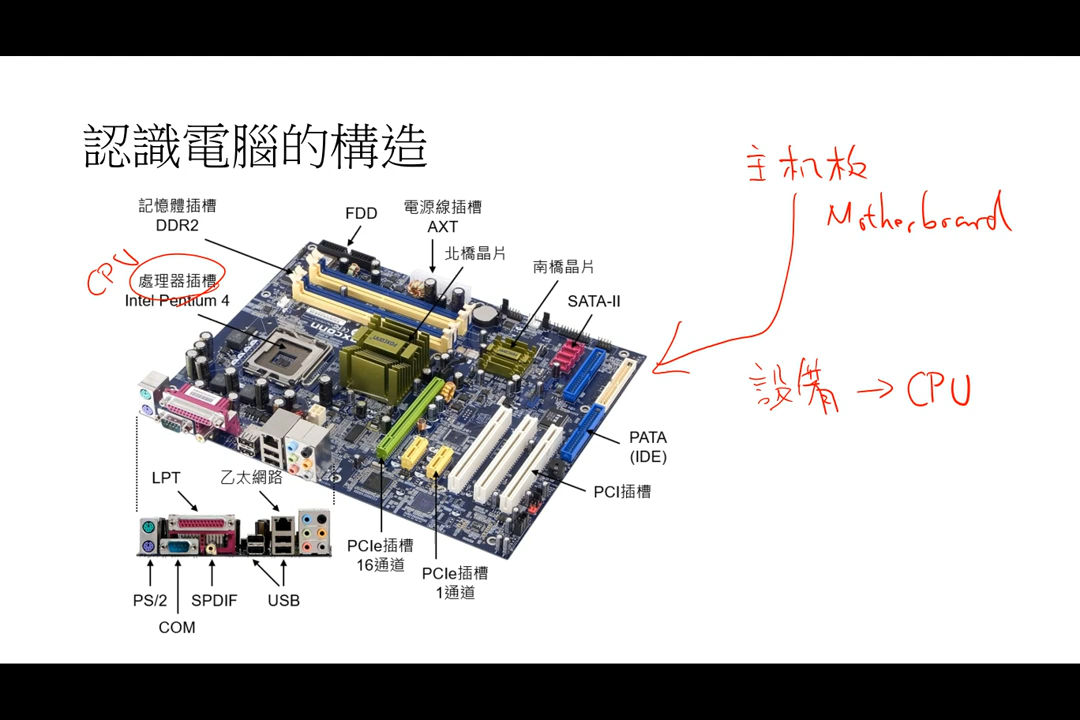 認識電腦的構造
主机板
Motherboard
記憶體插槽
DDR2
FDD
電源線插槽
AXT
北橋晶片
南橋晶片
SATA-II
CPU
處理器插槽
Intel Pentium 4
設備 → CPU
PATA
(IDE)
PCI插槽
LPT
乙太網路
PCIe插槽
16通道
PCIe插槽
1通道
PS/2
SPDIF
USB
COM